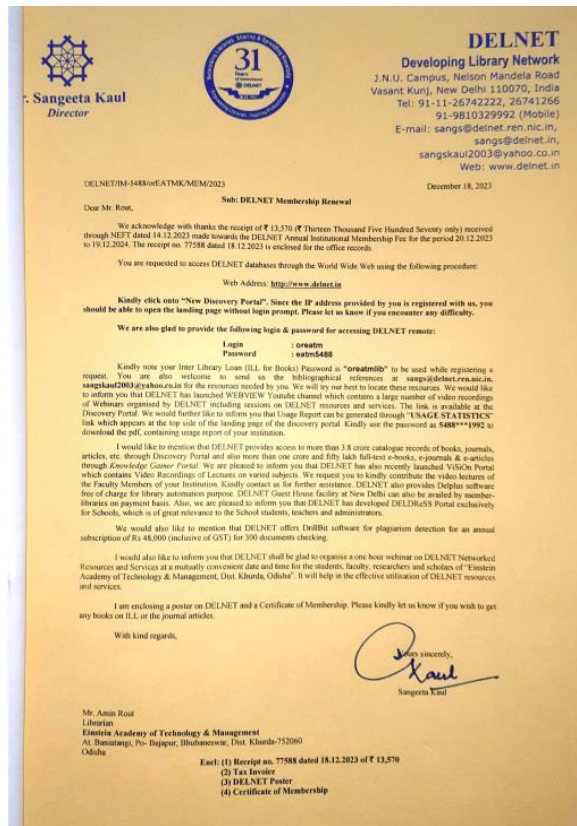 DELNET
Developing Library Network
J.N.U. Campus, Nelson Mandela Road
Vasant Kunj, New Delhi 110070, India
Tel: 91-11-26742222, 26741266
91-9810329992 (Mobile)
E-mail: sangs@delnet.ren.nic.in,
sangs@delnet.in,
sangskaul2003@yahoo.co.in
Web: www.delnet.in
31
Years
DELNET
. Sangeeta Kaul
Director
DELNET/IM-5488/orEATMK/MEM/2023
December 18, 2023
Sub: DELNET Membership Renewal
Dear Mr. Rout,
We acknowledge with thanks the receipt of ₹ 13,570 (₹ Thirteen Thousand Five Hundred Seventy only) received
through NEFT dated 14.12.2023 made towards the DELNET Annual Institutional Membership Fee for the period 20.12.2023
to 19.12.2024. The receipt no. 77588 dated 18.12.2023 is enclosed for the office records.
You are requested to access DELNET databases through the World Wide Web using the following procedure:
Web Address: http://www.delnet.in
Kindly click onto "New Discovery Portal". Since the IP address provided by you is registered with us, you
should be able to open the landing page without login prompt. Please let us know if you encounter any difficulty.
We are also glad to provide the following login & password for accessing DELNET remote:
Login : oreatm
Password : eatm5488
Kindly note your Inter Library Loan (ILL for Books) Password is "oreatmlib" to be used while registering a
request. You are also welcome to send us the bibliographical references at sangs@delnet.ren.nic.in,
sangskaul2003@yahoo.co.in for the resources needed by you. We will try our best to locate these resources. We would like
to inform you that DELNET has launched WEBVIEW Youtube channel which contains a large number of video recordings
of Webinars organised by DELNET including sessions on DELNET resources and services. The link is available at the
Discovery Portal. We would further like to inform you that Usage Report can be generated through "USAGE STATISTICS"
link which appears at the top side of the landing page of the discovery portal. Kindly use the password as 5488***1992 to
download the pdf, containing usage report of your institution.
I would like to mention that DELNET provides access to more than 3.8 crore catalogue records of books, journals,
articles, etc. through Discovery Portal and also more than one crore and fifty lakh full-text e-books, e-journals & e-articles
through Knowledge Gainer Portal. We are pleased to inform you that DELNET has also recently launched ViSiOn Portal
which contains Video Recordings of Lectures on varied subjects. We request you to kindly contribute the video lectures of
the Faculty Members of your Institution. Kindly contact us for further assistance. DELNET also provides Delplus software
free of charge for library automation purpose. DELNET Guest House facility at New Delhi can also be availed by member-
libraries on payment basis. Also, we are pleased to inform you that DELNET has developed DELDReSS Portal exclusively
for Schools, which is of great relevance to the School students, teachers and administrators.
We would also like to mention that DELNET offers DrillBit software for plagiarism detection for an annual
subscription of Rs 48,000 (inclusive of GST) for 300 documents checking.
I would also like to inform you that DELNET shall be glad to organise a one hour webinar on DELNET Networked
Resources and Services at a mutually convenient date and time for the students, faculty, researchers and scholars of "Einstein
Academy of Technology & Management, Dist. Khurda, Odisha". It will help in the effective utilisation of DELNET resources
and services.
I am enclosing a poster on DELNET and a Certificate of Membership. Please kindly let us know if you wish to get
any books on ILL or the journal articles.
With kind regards,
Yours sincerely,
Kaul
Sangeeta Kaul
Mr. Amin Rout
Librarian
Einstein Academy of Technology & Management
At. Baniatangi, Po- Bajapur, Bhubaneswar, Dist. Khurda-752060
Odisha
Encl: (1) Receipt no. 77588 dated 18.12.2023 of ₹ 13,570
(2) Tax Invoice
(3) DELNET Poster
(4) Certificate of Membership